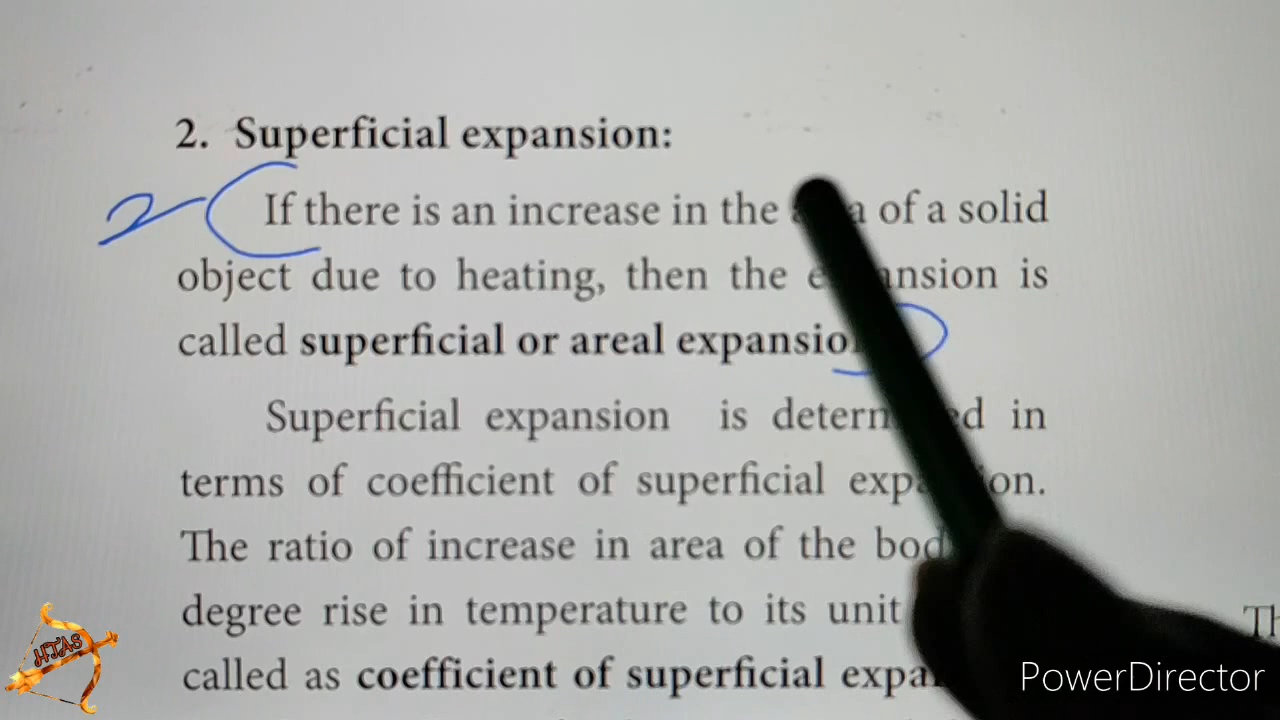 2. Superficial expansion:
2 If there is an increase in the of a solid
object due to heating, then the is
called superficial or areal
Superficial expansion is in
terms of coefficient of superficial
The ratio of increase in area of the
degree rise in temperature to its unit
called as coefficient of superficial
HTAS
PowerDirector